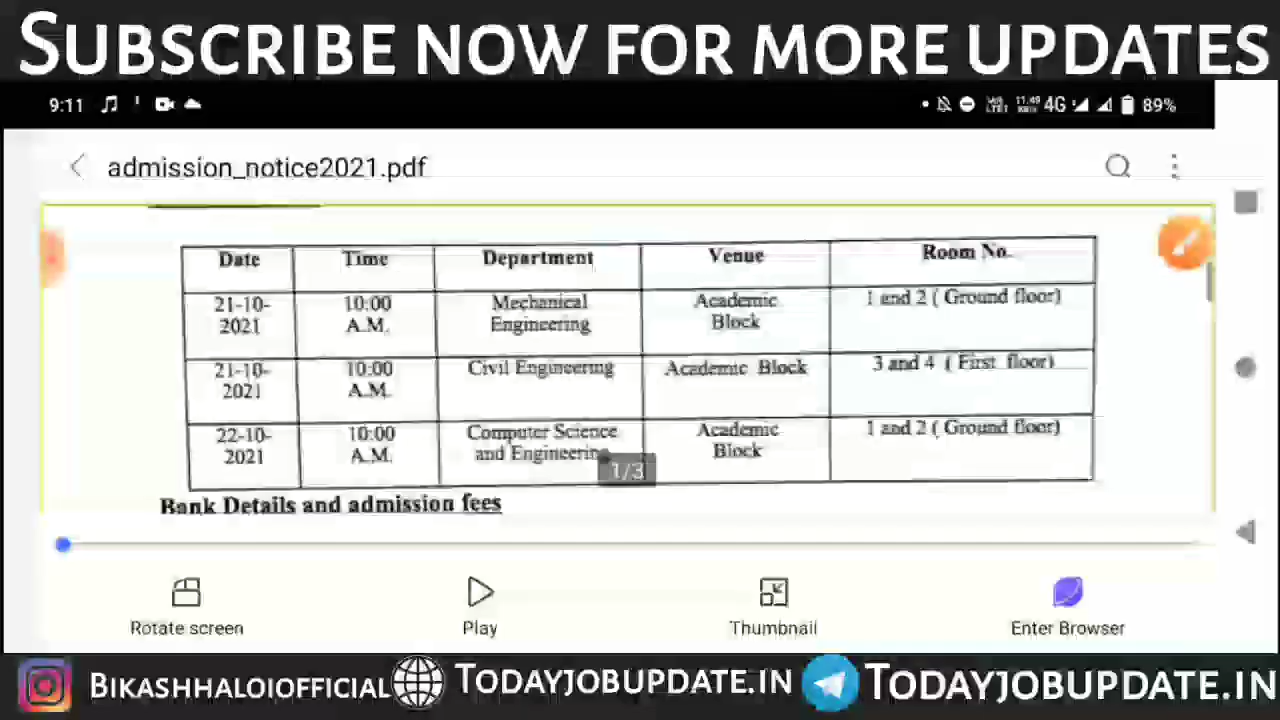 SUBSCRIBE NOW FOR MORE UPDATES
9:11 4G 89%
admission_notice2021.pdf
Date Time Department Venue Room No.
21-10-2021 10:00 A.M. Mechanical Engineering Academic Block 1 and 2 ( Ground floor)
21-10-2021 10:00 A.M. Civil Engineering Academic Block 3 and 4 ( First floor)
22-10-2021 10:00 A.M. Computer Science and Engineering Academic Block 1 and 2 ( Ground floor)
1/3
Bank Details and admission fees
Rotate screen Play Thumbnail Enter Browser
BIKASHHALOIOFFICIAL TODAYJOBUPDATE.IN TODAYJOBUPDATE.IN